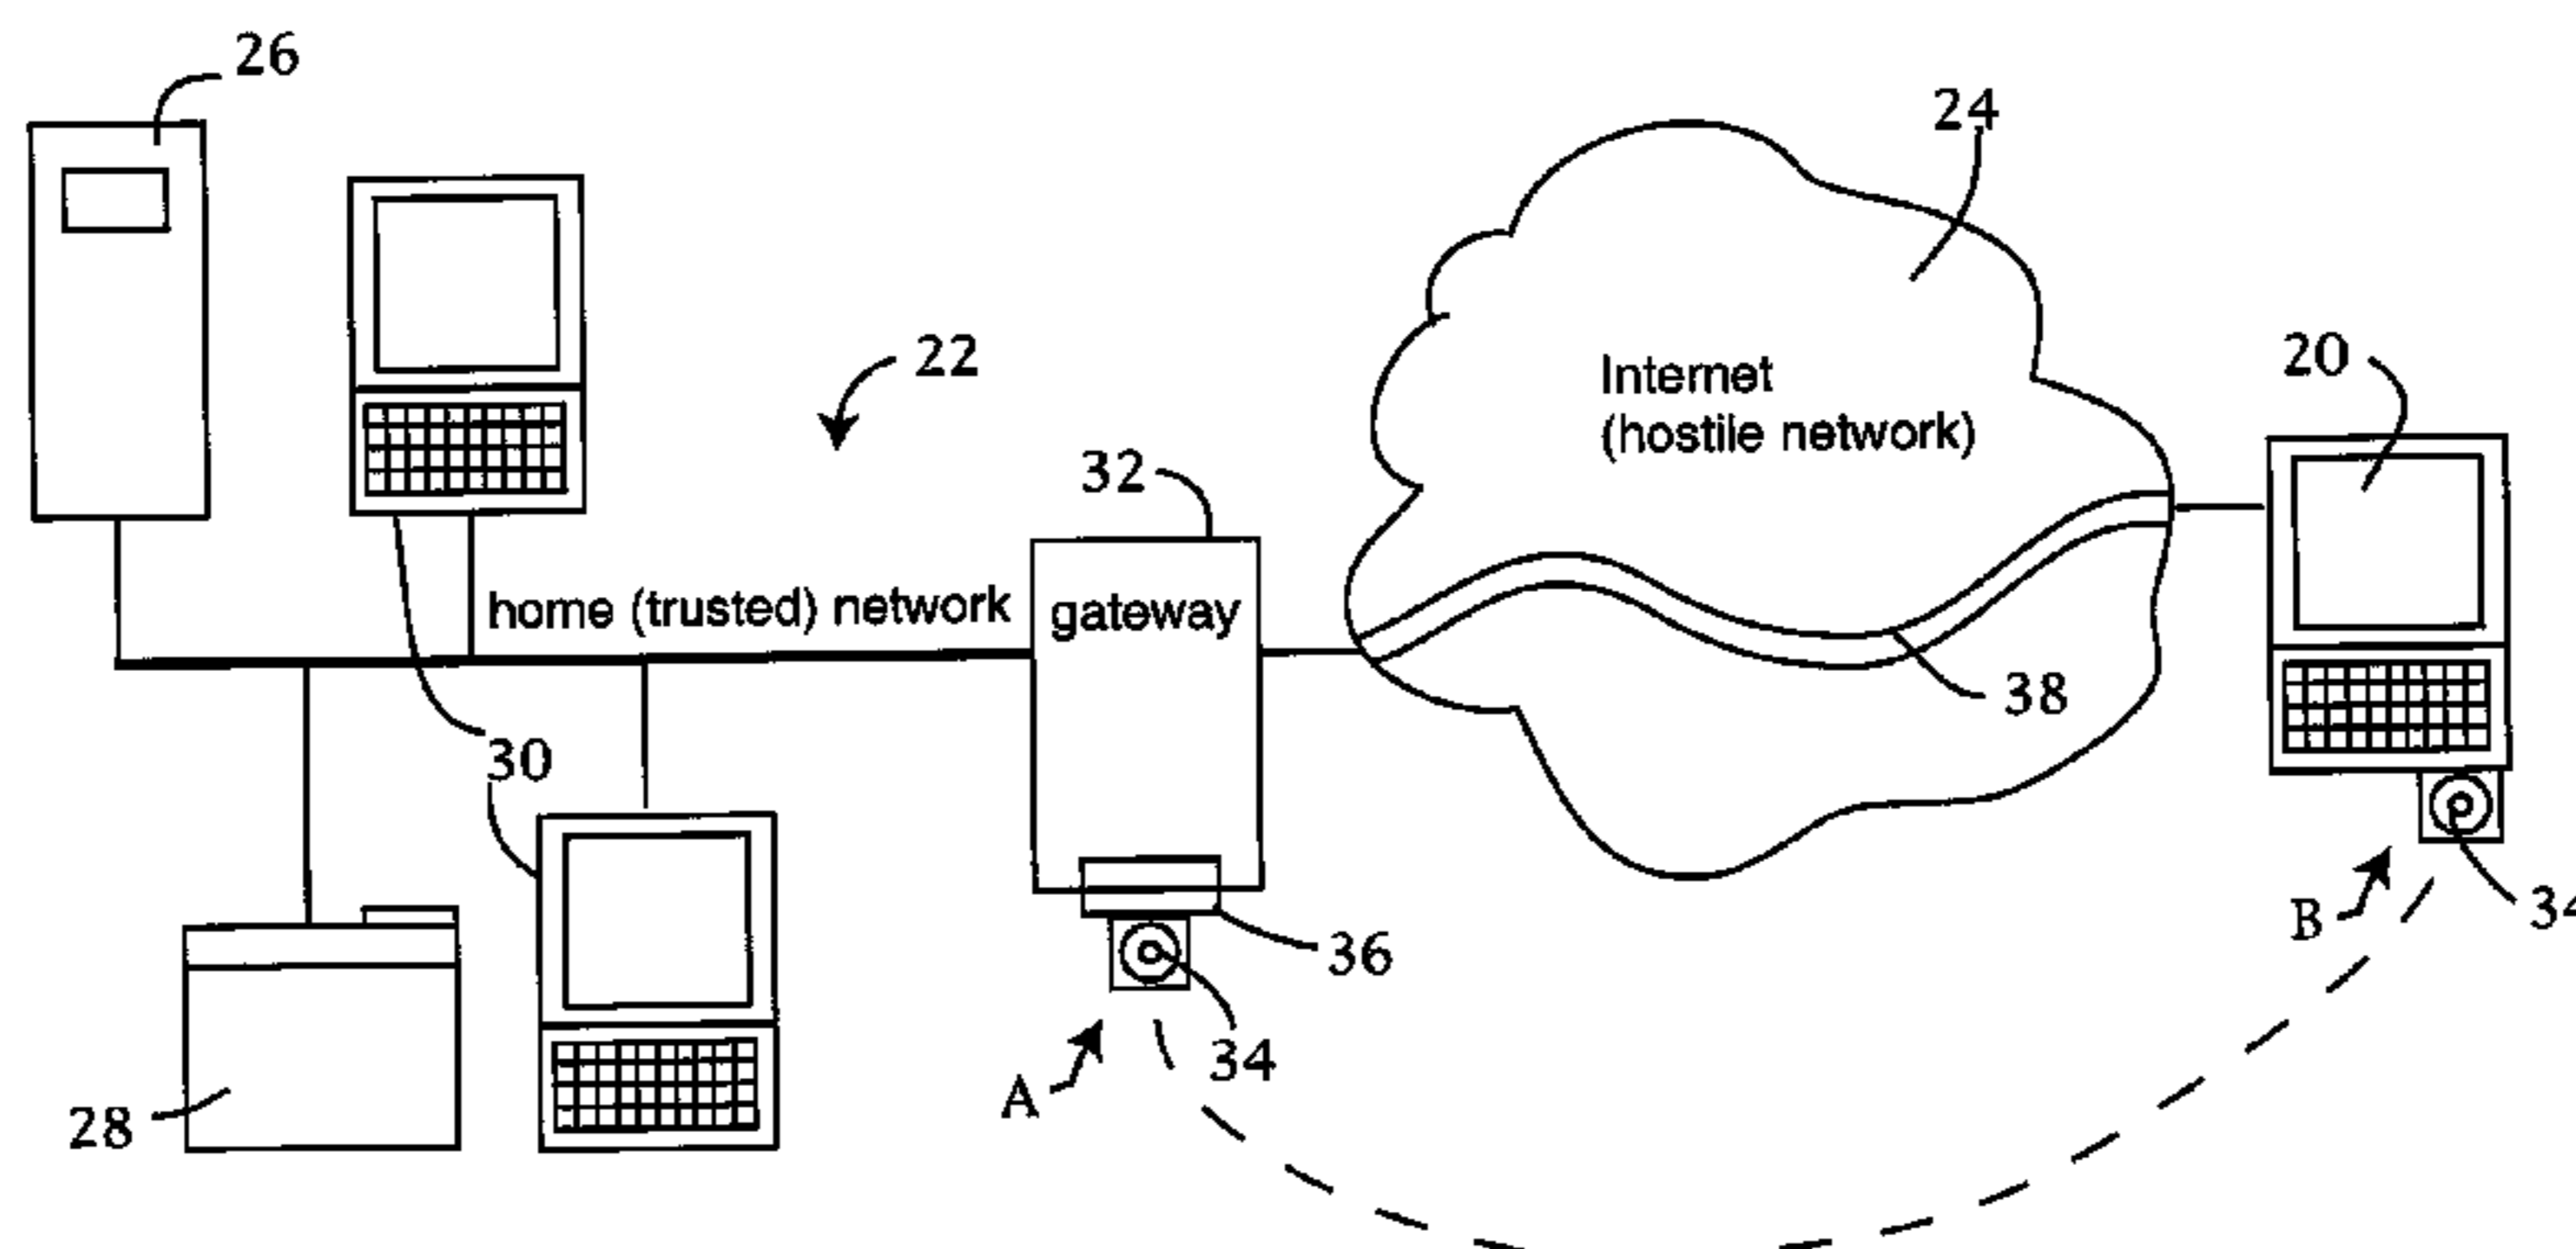 26
24
22
20
Internet
(hostile network)
32
home (trusted) network
gateway
38
30
B
34
36
34
A
28